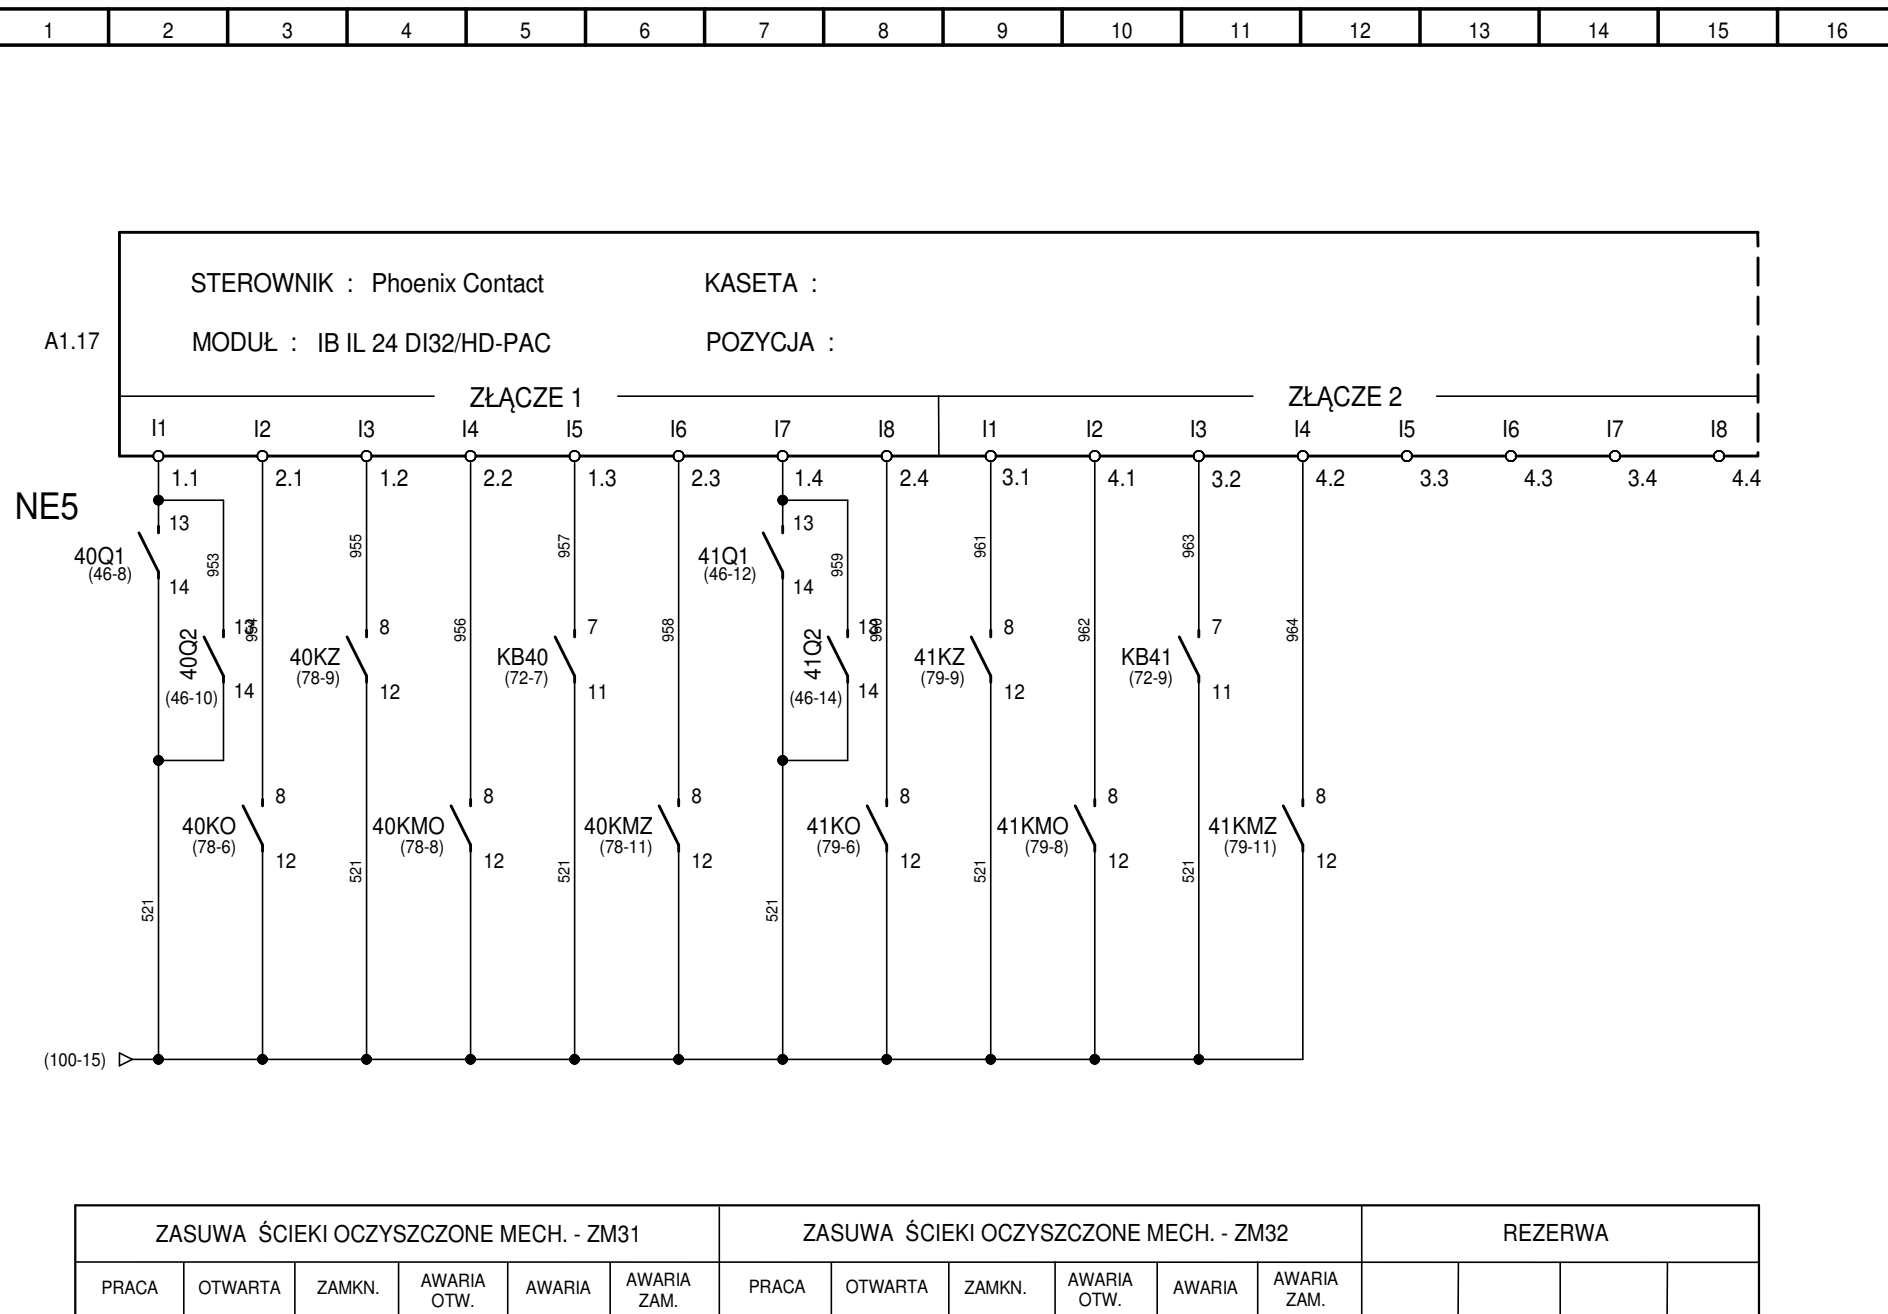 1 2 3 4 5 6 7 8 9 10 11 12 13 14 15 16
STEROWNIK : Phoenix Contact KASETA :
A1.17 MODUŁ : IB IL 24 DI32/HD-PAC POZYCJA :
ZŁĄCZE 1 ZŁĄCZE 2
I1 I2 I3 I4 I5 I6 I7 I8 I1 I2 I3 I4 I5 I6 I7 I8
1.1 2.1 1.2 2.2 1.3 2.3 1.4 2.4 3.1 4.1 3.2 4.2 3.3 4.3 3.4 4.4
NE5
13 13
40Q1 953 955 957 41Q1 959 961 963
(46-8) (46-12)
14 14
13 954 8 956 7 958 13 960 8 962 7 964
40Q2 40KZ KB40 41Q2 41KZ KB41
(78-9) (72-7) (79-9) (72-9)
(46-10) 14 12 11 (46-14) 14 12 11
8 8 8 8 8 8
40KO 40KMO 40KMZ 41KO 41KMO 41KMZ
(78-6) (78-8) (78-11) (79-6) (79-8) (79-11)
12 12 12 12 12 12
521 521 521 521
521 521
(100-15)
ZASUWA ŚCIEKI OCZYSZCZONE MECH. - ZM31 ZASUWA ŚCIEKI OCZYSZCZONE MECH. - ZM32 REZERWA
PRACA OTWARTA ZAMKN. AWARIA OTW. AWARIA AWARIA ZAM. PRACA OTWARTA ZAMKN. AWARIA OTW. AWARIA AWARIA ZAM.